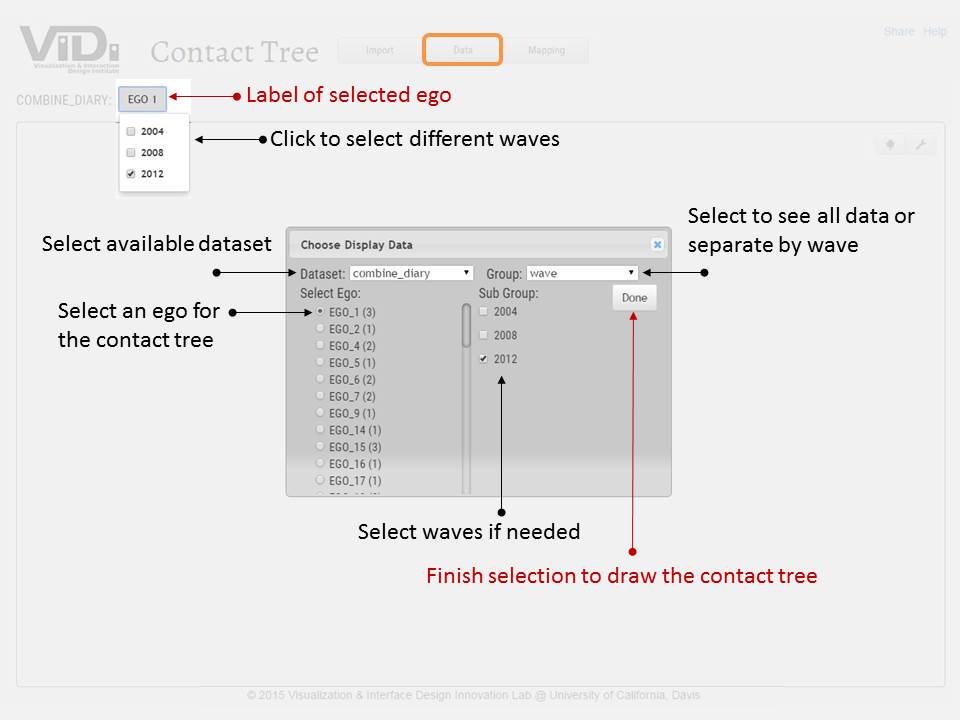 ViDi
Visualization & Interaction
Design Institute
Contact Tree
Import
Data
Mapping
Share Help
COMBINE_DIARY:
EGO 1
Label of selected ego
2004
2008
2012
Click to select different waves
Select available dataset
Select an ego for
the contact tree
Select to see all data or
separate by wave
Choose Display Data
Dataset: combine_diary
Group: wave
Select Ego:
EGO_1 (3)
EGO_2 (1)
EGO_4 (2)
EGO_5 (1)
EGO_6 (2)
EGO_7 (2)
EGO_9 (1)
EGO_14 (1)
EGO_15 (3)
EGO_16 (1)
EGO_17 (1)
Sub Group:
2004
2008
2012
Done
Select waves if needed
Finish selection to draw the contact tree
© 2015 Visualization & Interface Design Innovation Lab @ University of California, Davis